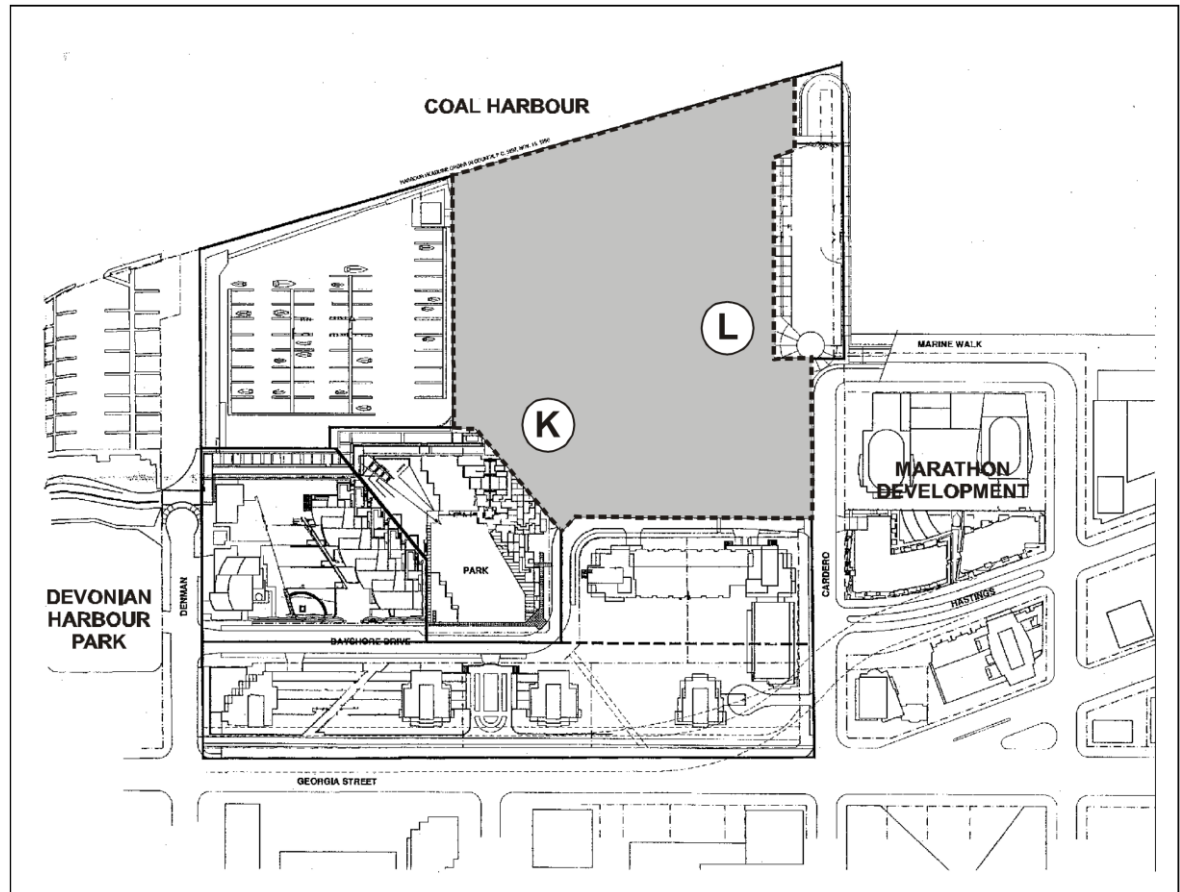 COAL HARBOUR
L
MARINE WALK
K
MARATHON
DEVELOPMENT
PARK
CARDERO
HASTINGS
DEVONIAN
HARBOUR
PARK
DENMAN
BAYSHORE DRIVE
GEORGIA STREET